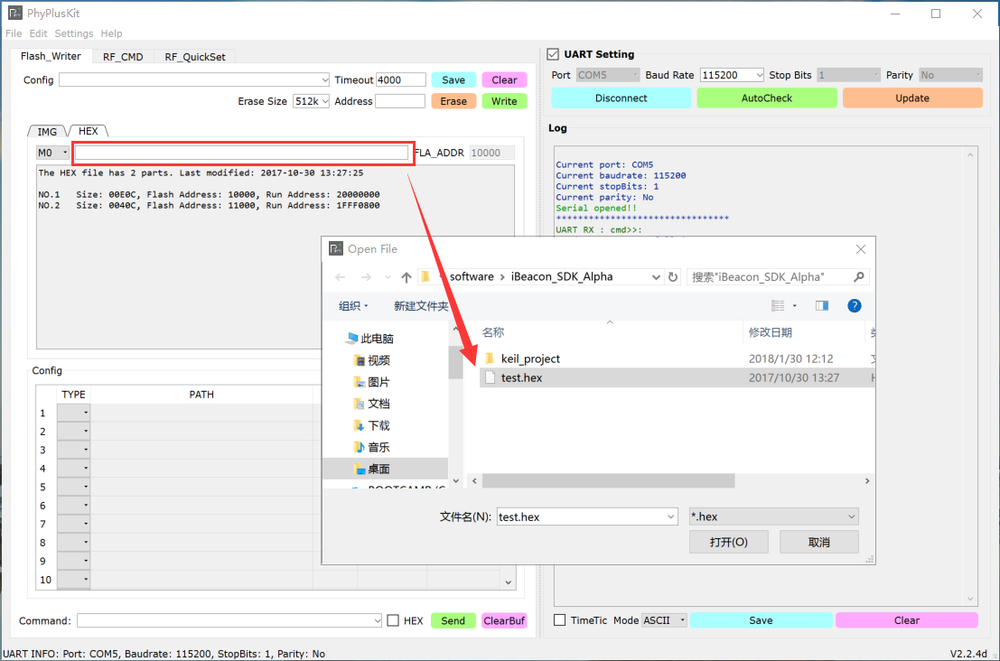 PhyPlusKit
File Edit Settings Help
Flash_Writer RF_CMD RF_QuickSet
Config Timeout 4000 Save Clear
Erase Size 512k Address Erase Write
IMG HEX
M0 FLA_ADDR 10000
The HEX file has 2 parts. Last modified: 2017-10-30 13:27:25
NO.1 Size: 00E0C, Flash Address: 10000, Run Address: 20000000
NO.2 Size: 0040C, Flash Address: 11000, Run Address: 1FFF0800
Config
TYPE PATH
1
2
3
4
5
6
7
8
9
10
Command: HEX Send ClearBuf
UART Setting
Port COM5 Baud Rate 115200 Stop Bits 1 Parity No
Disconnect AutoCheck Update
Log
Current port: COM5
Current baudrate: 115200
Current stopBits: 1
Current parity: No
Serial opened!!
********************************
UART RX : cmd>>:
Open File
software > iBeacon_SDK_Alpha 搜索"iBeacon_SDK_Alpha"
组织 新建文件夹 ?
此电脑
视频
图片
文档
下载
音乐
桌面
名称 修改日期
keil_project 2018/1/30 12:12
test.hex 2017/10/30 13:27
文件名(N): test.hex *.hex
打开(O) 取消
TimeTic Mode ASCII Save Clear
UART INFO: Port: COM5, Baudrate: 115200, StopBits: 1, Parity: No
V2.2.4d